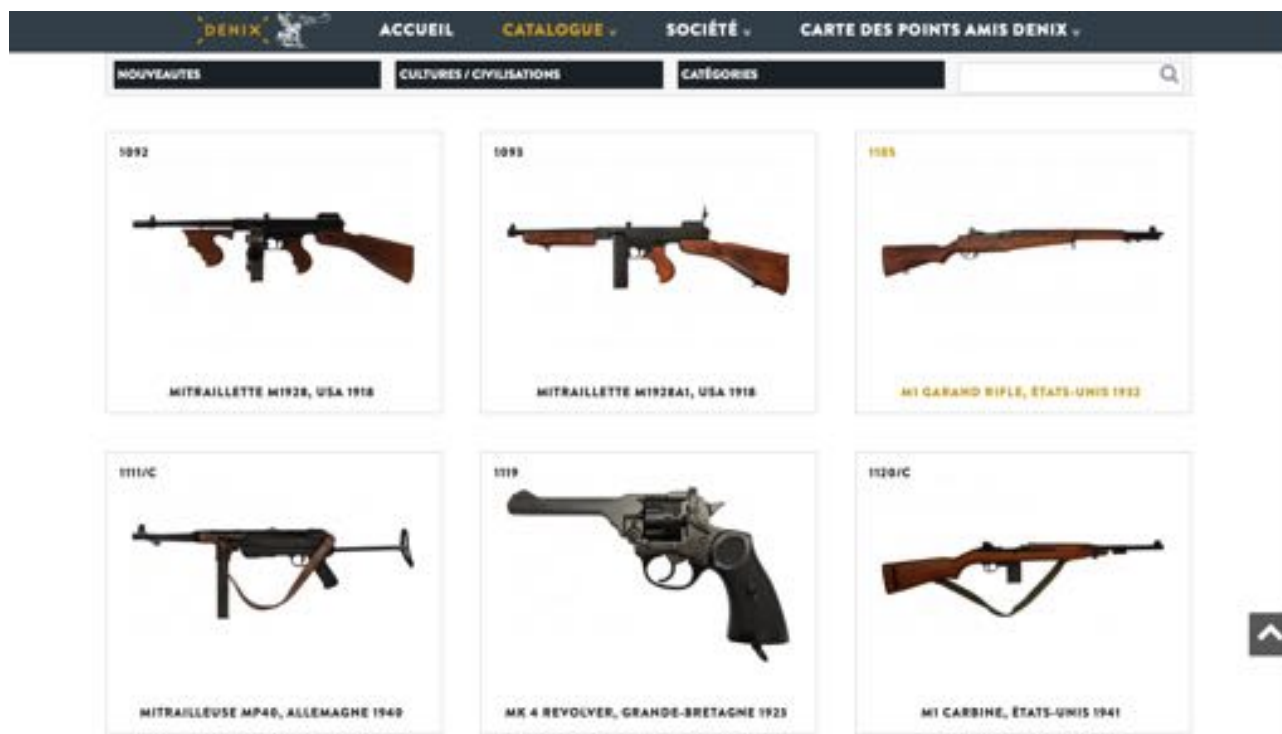 DENIX
ACCUEIL
CATALOGUE
SOCIÉTÉ
CARTE DES POINTS AMIS DENIX
NOUVEAUTES
CULTURES / CIVILISATIONS
CATÉGORIES
1092
1093
1105
MITRAILLETTE M1928, USA 1918
MITRAILLETTE M1928A1, USA 1918
M1 GARAND RIFLE, ÉTATS-UNIS 1932
1111/C
1119
1120/C
MITRAILLEUSE MP40, ALLEMAGNE 1940
MK 4 REVOLVER, GRANDE-BRETAGNE 1923
M1 CARBINE, ÉTATS-UNIS 1941